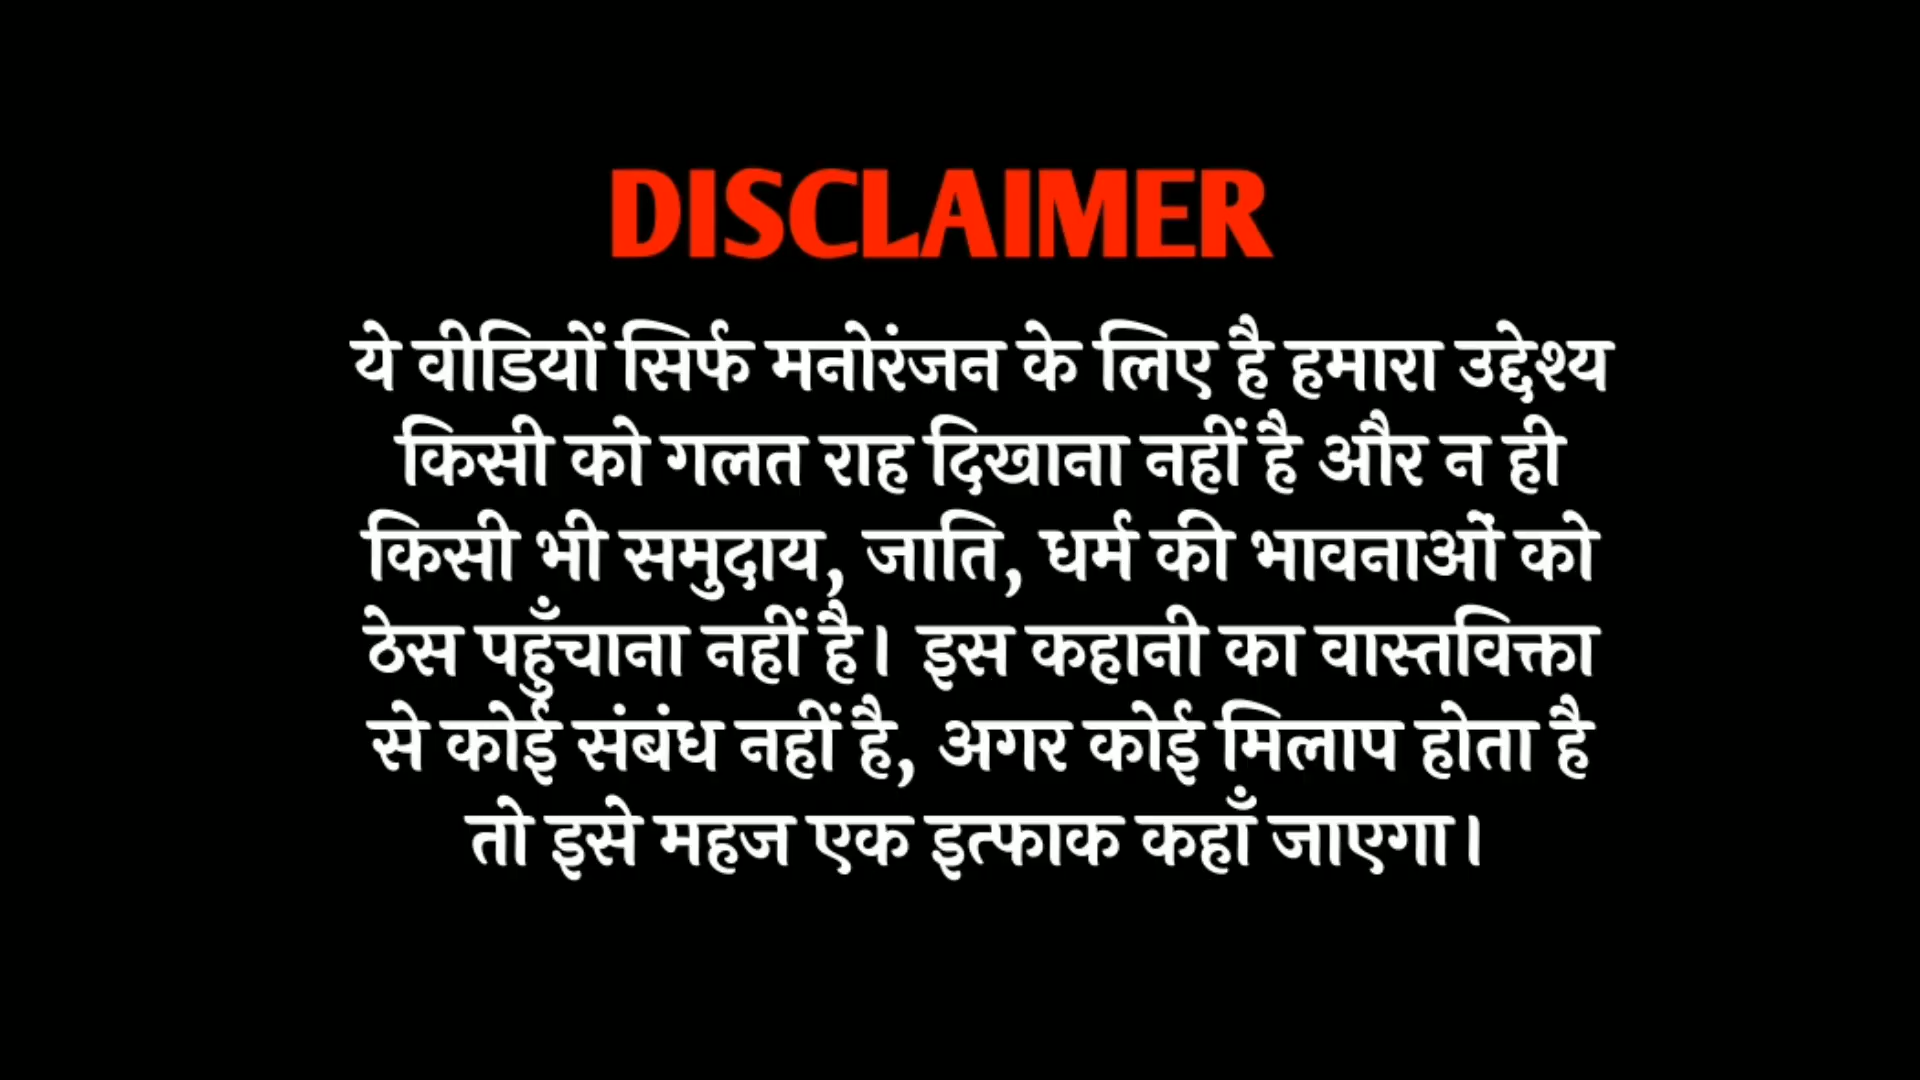 DISCLAIMER
ये वीडियों सिर्फ मनोरंजन के लिए है हमारा उद्देश्य
किसी को गलत राह दिखाना नहीं है और न ही
किसी भी समुदाय, जाति, धर्म की भावनाओं को
ठेस पहुँचाना नहीं है। इस कहानी का वास्तविक्ता
से कोई संबंध नहीं है, अगर कोई मिलाप होता है
तो इसे महज एक इत्फाक कहाँ जाएगा।